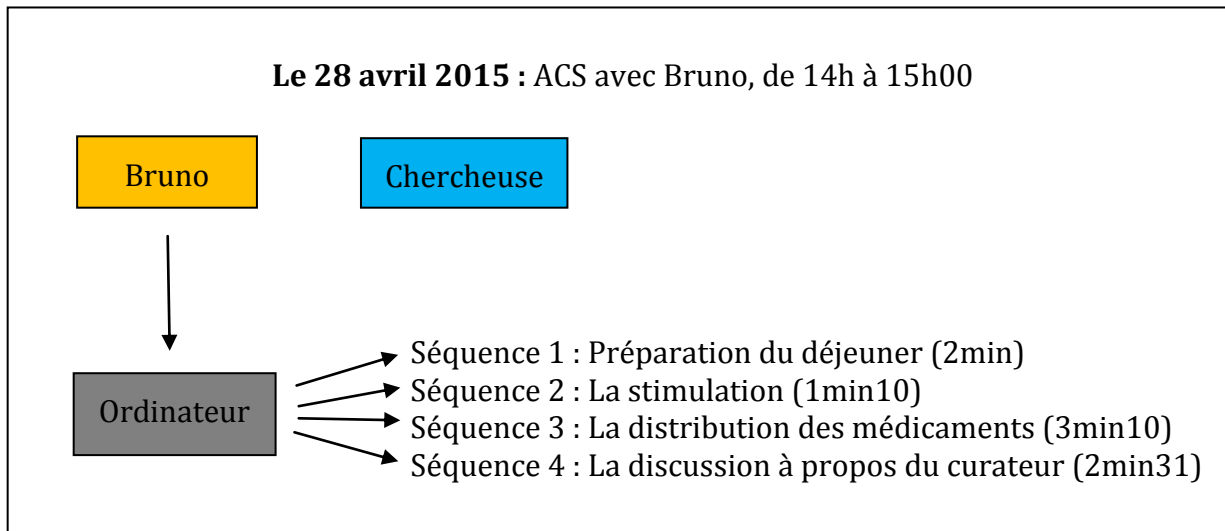 Le 28 avril 2015 : ACS avec Bruno, de 14h à 15h00
Bruno
Chercheuse
Ordinateur
Séquence 1 : Préparation du déjeuner (2min)
Séquence 2 : La stimulation (1min10)
Séquence 3 : La distribution des médicaments (3min10)
Séquence 4 : La discussion à propos du curateur (2min31)